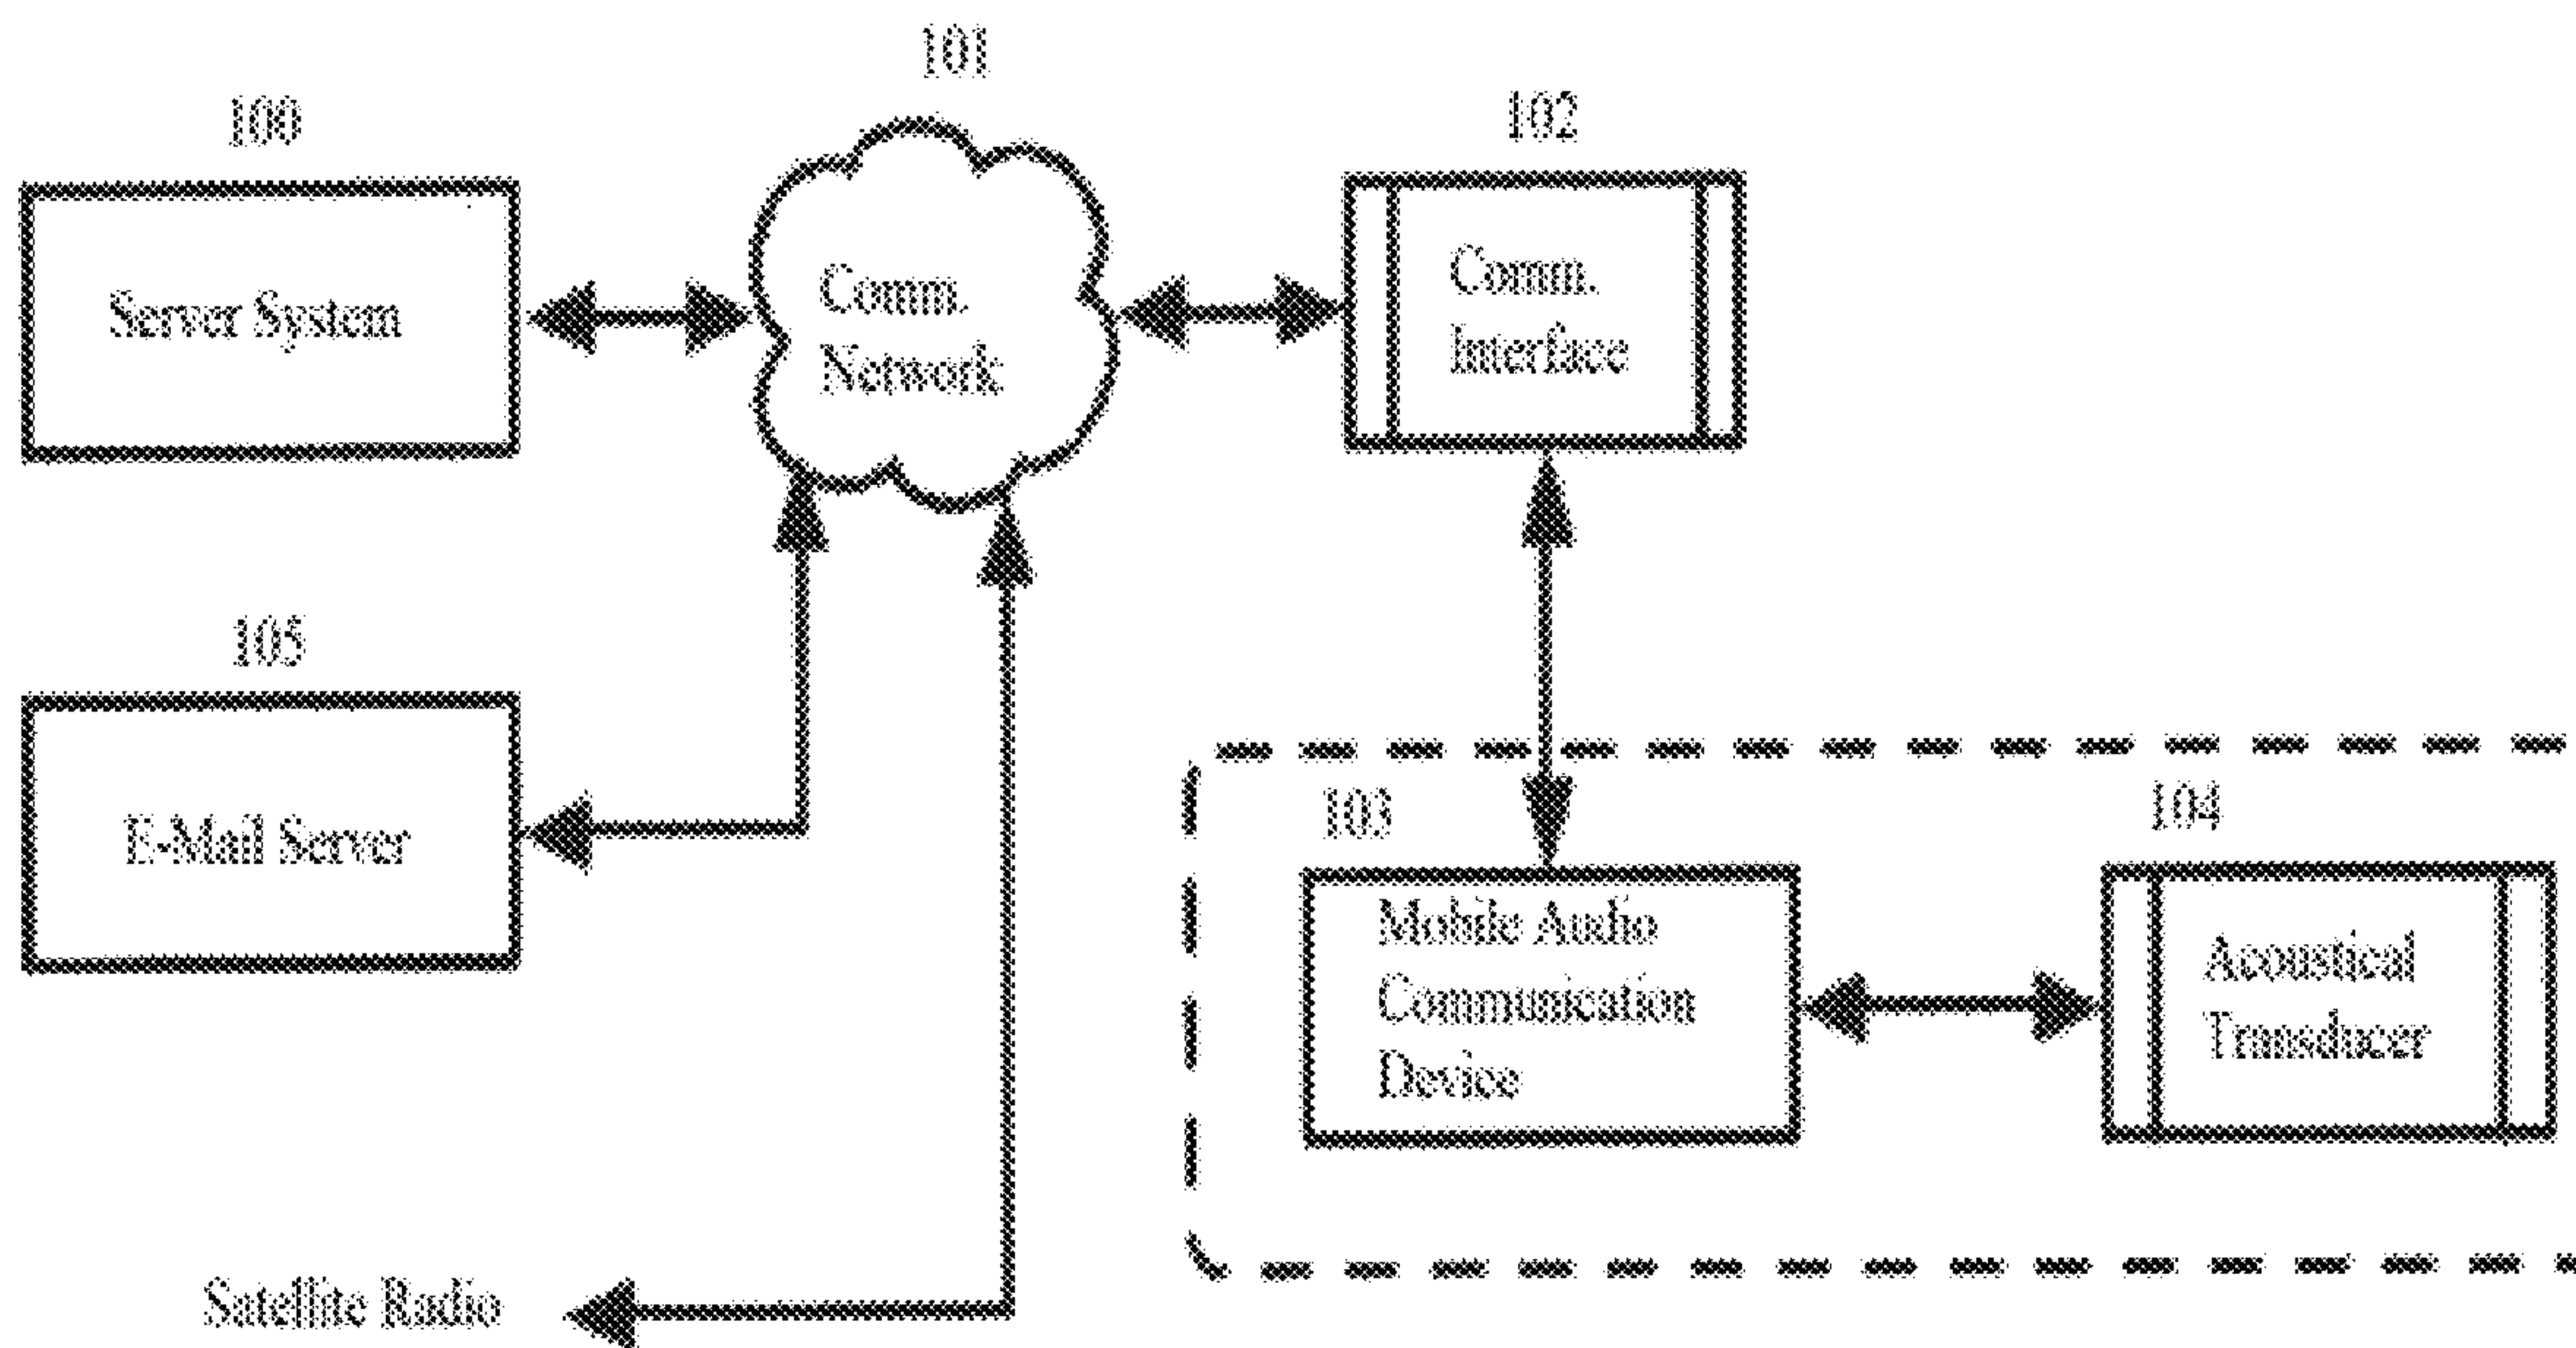 101
100
102
Server System
Comm.
Network
Comm.
Interface
105
E-Mail Server
103
104
Mobile Audio
Communication
Device
Acoustical
Transducer
Satellite Radio